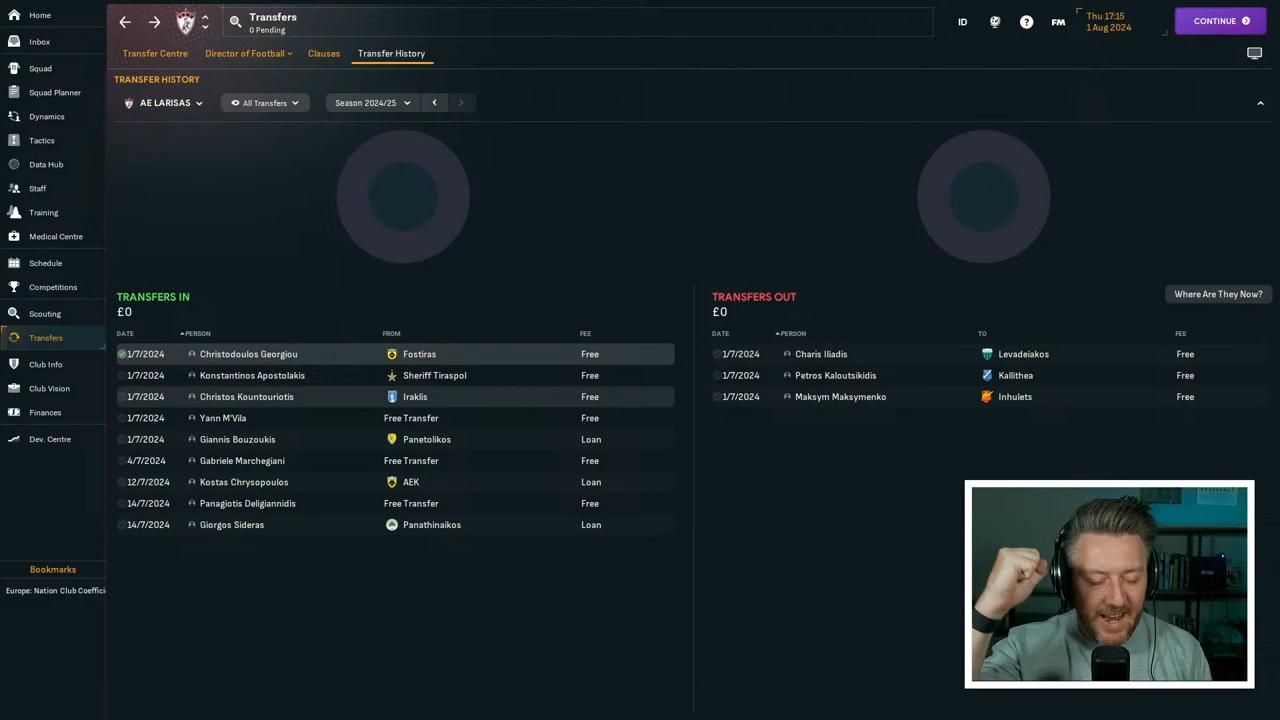 Home
Inbox
Squad
Squad Planner
Dynamics
Tactics
Data Hub
Staff
Training
Medical Centre
Schedule
Competitions
Scouting
Transfers
Club Info
Club Vision
Finances
Dev. Centre
Bookmarks
Europe: Nation Club Coeffici
Transfers
0 Pending
ID
FM
Thu 17:15
1 Aug 2024
CONTINUE
Transfer Centre Director of Football Clauses Transfer History
TRANSFER HISTORY
AE LARISAS All Transfers Season 2024/25
TRANSFERS IN
£0
DATE PERSON FROM FEE
1/7/2024 Christodoulos Georgiou Fostiras Free
1/7/2024 Konstantinos Apostolakis Sheriff Tiraspol Free
1/7/2024 Christos Kountouriotis Iraklis Free
1/7/2024 Yann M'Vila Free Transfer Free
1/7/2024 Giannis Bouzoukis Panetolikos Loan
4/7/2024 Gabriele Marchegiani Free Transfer Free
12/7/2024 Kostas Chrysopoulos AEK Loan
14/7/2024 Panagiotis Deligiannidis Free Transfer Free
14/7/2024 Giorgos Sideras Panathinaikos Loan
TRANSFERS OUT
£0
Where Are They Now?
DATE PERSON TO FEE
1/7/2024 Charis Iliadis Levadeiakos Free
1/7/2024 Petros Kaloutsikidis Kallithea Free
1/7/2024 Maksym Maksymenko Inhulets Free